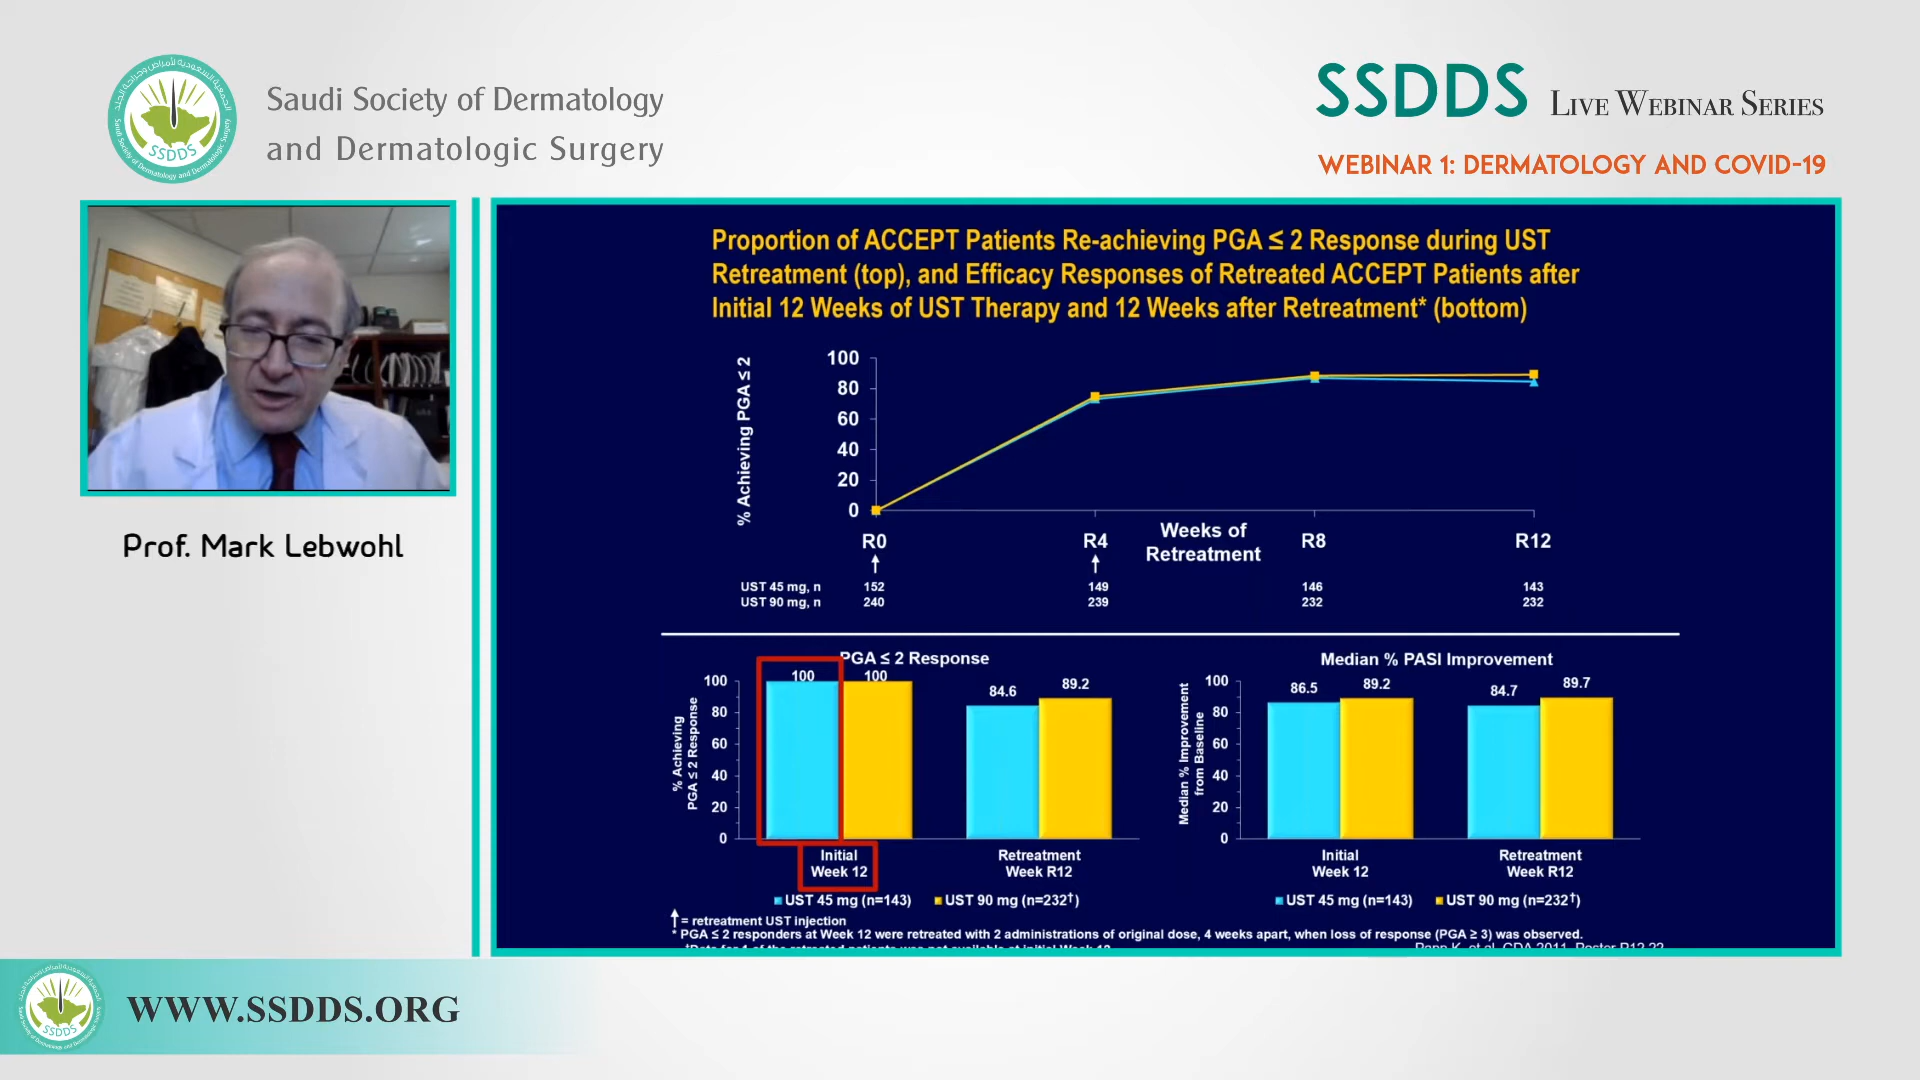 Saudi Society of Dermatology
and Dermatologic Surgery
SSDDS
SSDDS LIVE WEBINAR SERIES
WEBINAR 1: DERMATOLOGY AND COVID-19
Prof. Mark Lebwohl
Proportion of ACCEPT Patients Re-achieving PGA ≤ 2 Response during UST
Retreatment (top), and Efficacy Responses of Retreated ACCEPT Patients after
Initial 12 Weeks of UST Therapy and 12 Weeks after Retreatment* (bottom)
% Achieving PGA ≤ 2
100
80
60
40
20
0
R0 R4 R8 R12
Weeks of
Retreatment
UST 45 mg, n 152 149 146 143
UST 90 mg, n 240 239 232 232
PGA ≤ 2 Response
% Achieving
PGA ≤ 2 Response
100
80
60
40
20
0
100 100 84.6 89.2
Initial
Week 12
Retreatment
Week R12
UST 45 mg (n=143) UST 90 mg (n=232†)
Median % PASI Improvement
Median % Improvement
from Baseline
100
80
60
40
20
0
86.5 89.2 84.7 89.7
Initial
Week 12
Retreatment
Week R12
UST 45 mg (n=143) UST 90 mg (n=232†)
= retreatment UST injection
* PGA ≤ 2 responders at Week 12 were retreated with 2 administrations of original dose, 4 weeks apart, when loss of response (PGA ≥ 3) was observed.
SSDDS
WWW.SSDDS.ORG